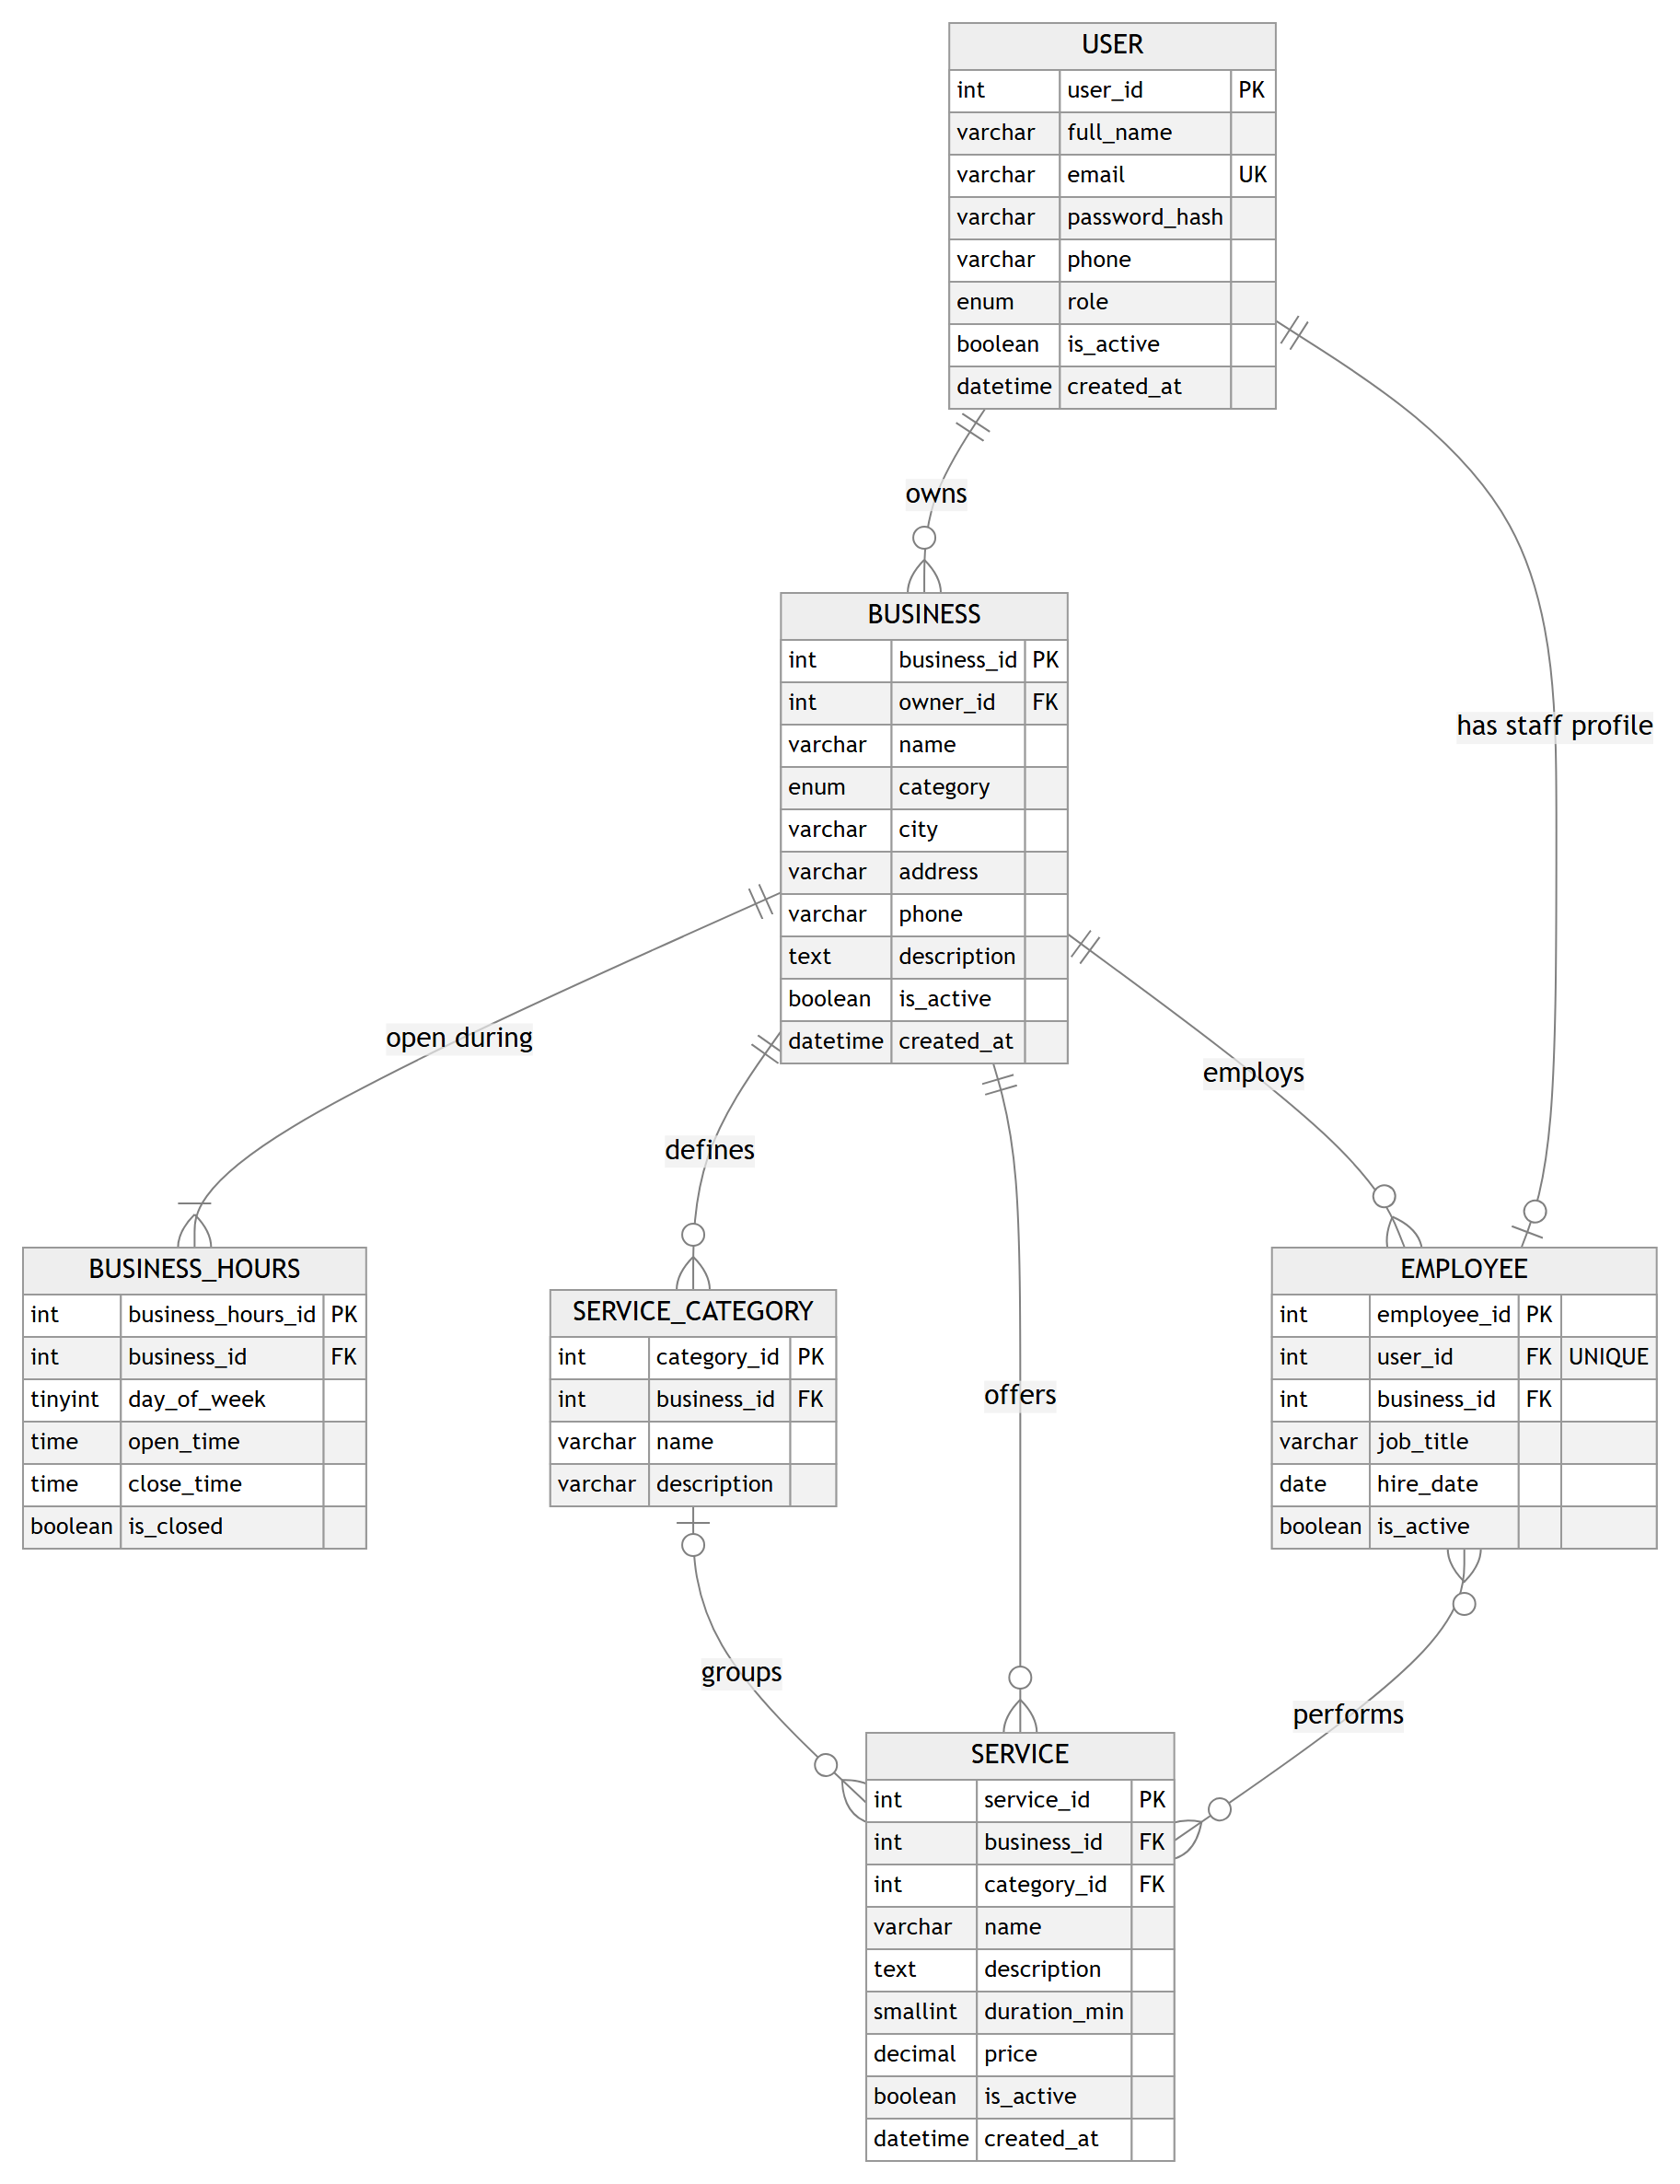 USER
int user_id PK
varchar full_name
varchar email UK
varchar password_hash
varchar phone
enum role
boolean is_active
datetime created_at
owns
has staff profile
BUSINESS
int business_id PK
int owner_id FK
varchar name
enum category
varchar city
varchar address
varchar phone
text description
boolean is_active
datetime created_at
open during
defines
offers
employs
BUSINESS_HOURS
int business_hours_id PK
int business_id FK
tinyint day_of_week
time open_time
time close_time
boolean is_closed
SERVICE_CATEGORY
int category_id PK
int business_id FK
varchar name
varchar description
EMPLOYEE
int employee_id PK
int user_id FK UNIQUE
int business_id FK
varchar job_title
date hire_date
boolean is_active
groups
performs
SERVICE
int service_id PK
int business_id FK
int category_id FK
varchar name
text description
smallint duration_min
decimal price
boolean is_active
datetime created_at